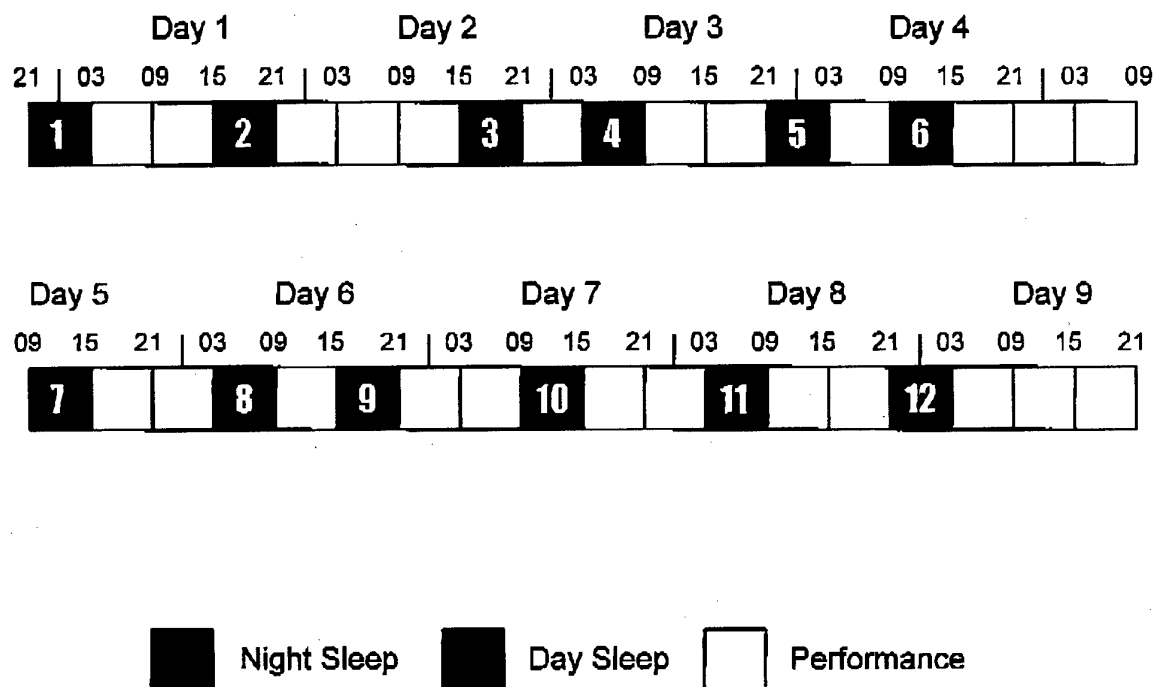 Day 1 Day 2 Day 3 Day 4
21 03 09 15 21 03 09 15 21 03 09 15 21 03 09 15 21 03 09
1 2 3 4 5 6
Day 5 Day 6 Day 7 Day 8 Day 9
09 15 21 03 09 15 21 03 09 15 21 03 09 15 21 03 09 15 21
7 8 9 10 11 12
Night Sleep Day Sleep Performance